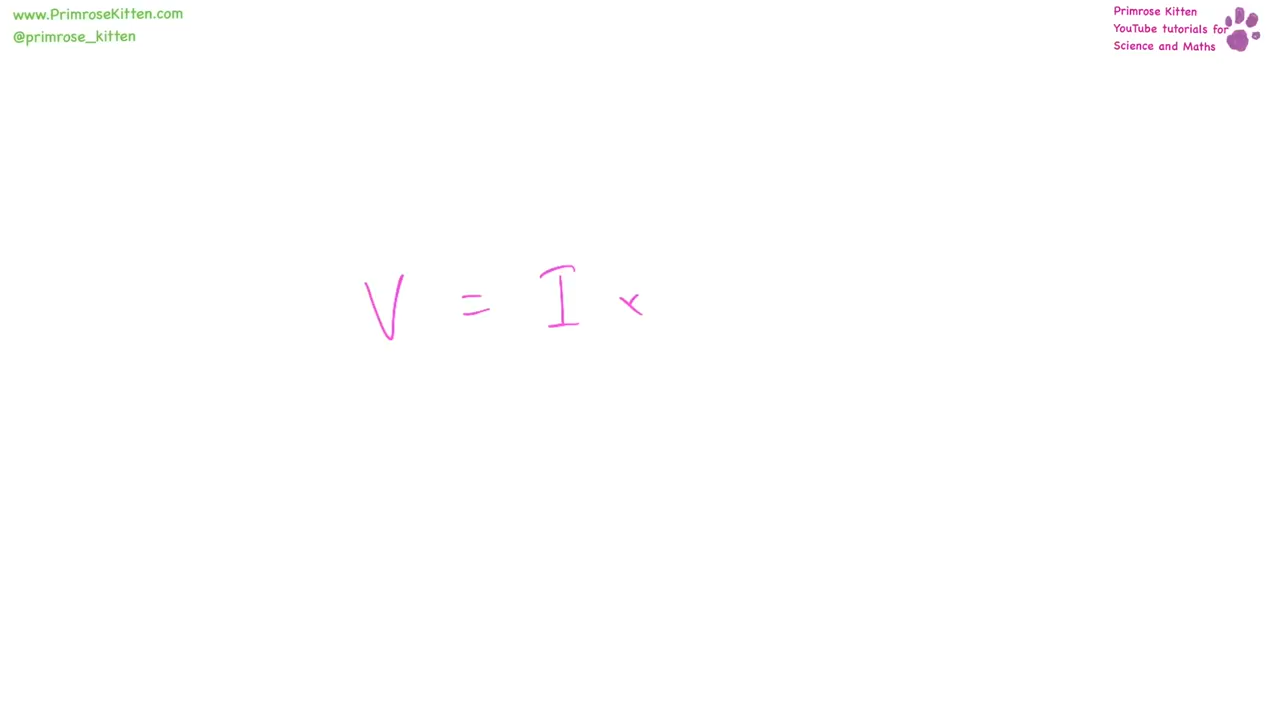 www.PrimroseKitten.com
@primrose_kitten
Primrose Kitten
YouTube tutorials for
Science and Maths
V = I ×